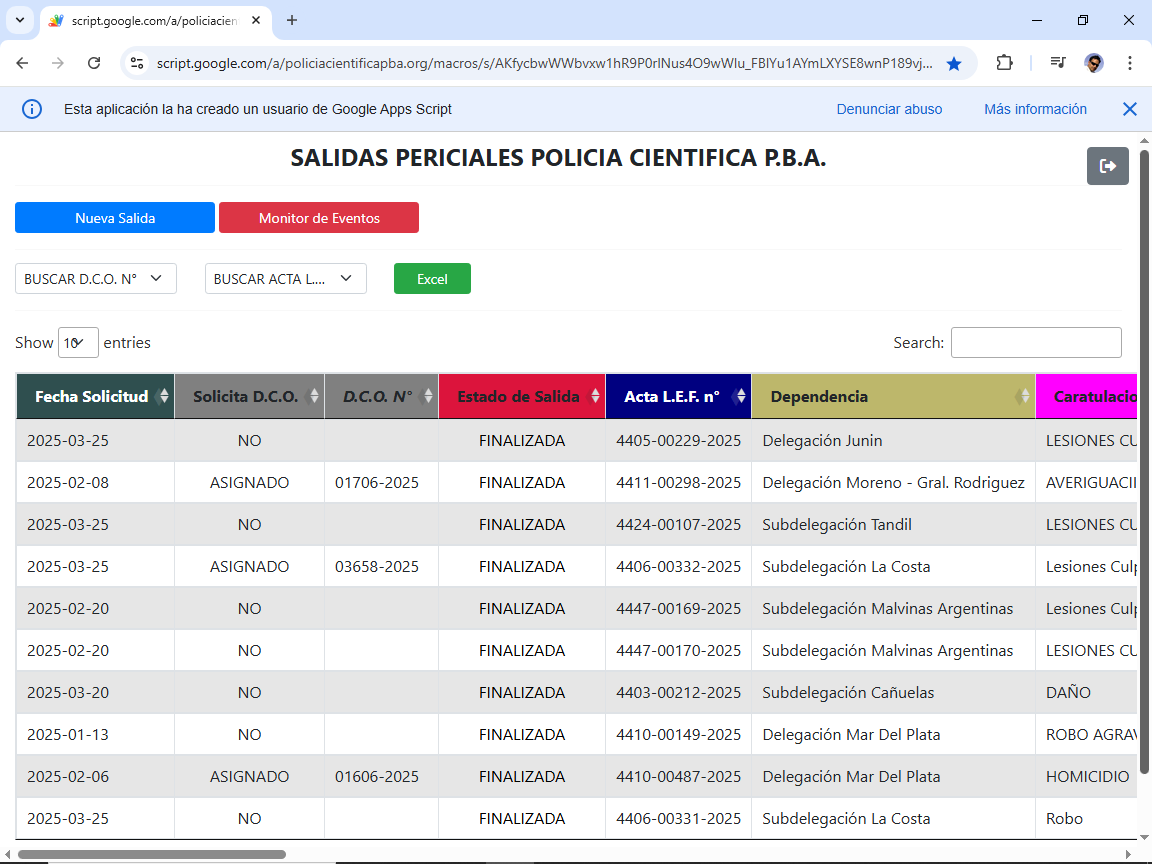 script.google.com/a/policiacien
script.google.com/a/policiacientificapba.org/macros/s/AKfycbwWWbvxw1hR9P0rINus4O9wWlu_FBlYu1AYmLXYSE8wnP189vj...
Esta aplicación la ha creado un usuario de Google Apps Script Denunciar abuso Más información
SALIDAS PERICIALES POLICIA CIENTIFICA P.B.A.
Nueva Salida Monitor de Eventos
BUSCAR D.C.O. N° BUSCAR ACTA L.... Excel
Show 10 entries Search:
Fecha Solicitud Solicita D.C.O. D.C.O. N° Estado de Salida Acta L.E.F. n° Dependencia Caratulacio
2025-03-25 NO FINALIZADA 4405-00229-2025 Delegación Junin LESIONES CU
2025-02-08 ASIGNADO 01706-2025 FINALIZADA 4411-00298-2025 Delegación Moreno - Gral. Rodriguez AVERIGUACII
2025-03-25 NO FINALIZADA 4424-00107-2025 Subdelegación Tandil LESIONES CU
2025-03-25 ASIGNADO 03658-2025 FINALIZADA 4406-00332-2025 Subdelegación La Costa Lesiones Culp
2025-02-20 NO FINALIZADA 4447-00169-2025 Subdelegación Malvinas Argentinas Lesiones Culp
2025-02-20 NO FINALIZADA 4447-00170-2025 Subdelegación Malvinas Argentinas LESIONES CU
2025-03-20 NO FINALIZADA 4403-00212-2025 Subdelegación Cañuelas DAÑO
2025-01-13 NO FINALIZADA 4410-00149-2025 Delegación Mar Del Plata ROBO AGRAV
2025-02-06 ASIGNADO 01606-2025 FINALIZADA 4410-00487-2025 Delegación Mar Del Plata HOMICIDIO
2025-03-25 NO FINALIZADA 4406-00331-2025 Subdelegación La Costa Robo